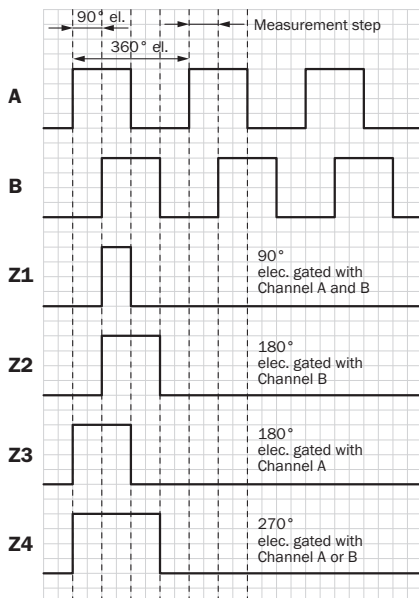 90° el.
Measurement step
360° el.
A
B
Z1
90°
elec. gated with
Channel A and B
Z2
180°
elec. gated with
Channel B
Z3
180°
elec. gated with
Channel A
Z4
270°
elec. gated with
Channel A or B